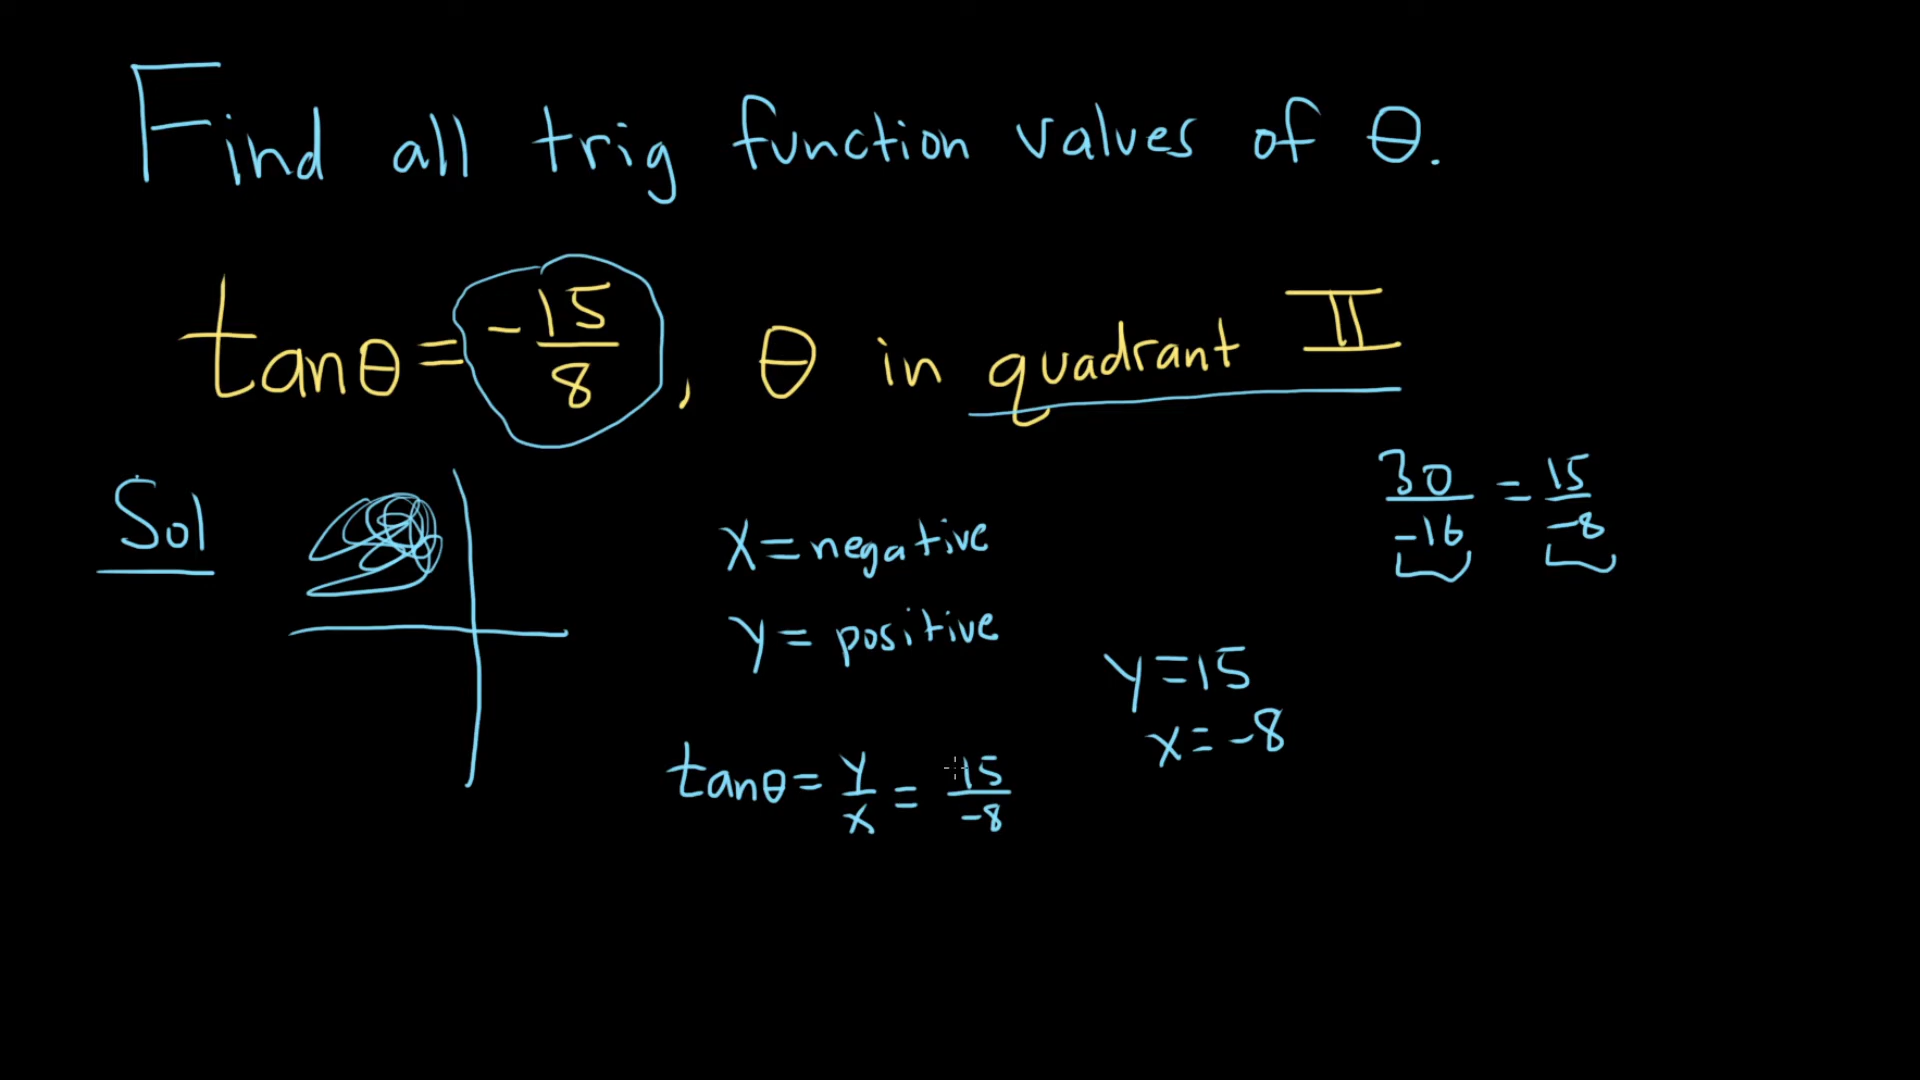 Find all trig function values of θ.
tanθ = -15/8, θ in quadrant II
Sol
30/-16 = 15/-8
x = negative
y = positive
y = 15
x = -8
tanθ = y/x = 15/-8